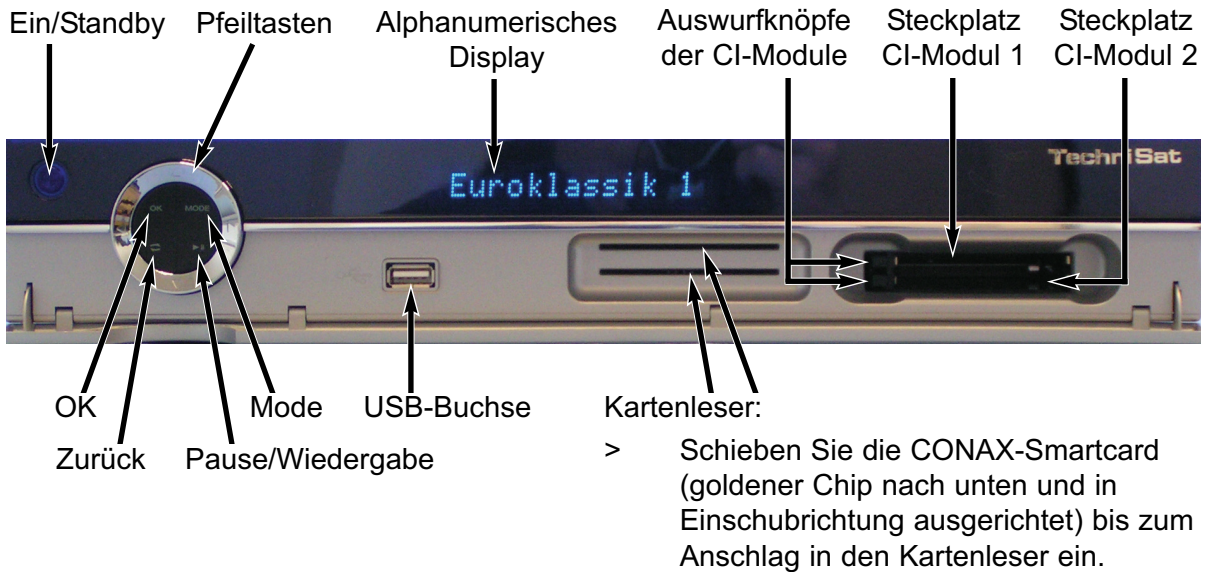 Ein/Standby
Pfeiltasten
Alphanumerisches
Display
Auswurfknöpfe
der CI-Module
Steckplatz
CI-Modul 1
Steckplatz
CI-Modul 2
TechniSat
Euroklassik 1
OK
MODE
OK
Mode
USB-Buchse
Zurück
Pause/Wiedergabe
Kartenleser:
> Schieben Sie die CONAX-Smartcard
(goldener Chip nach unten und in
Einschubrichtung ausgerichtet) bis zum
Anschlag in den Kartenleser ein.